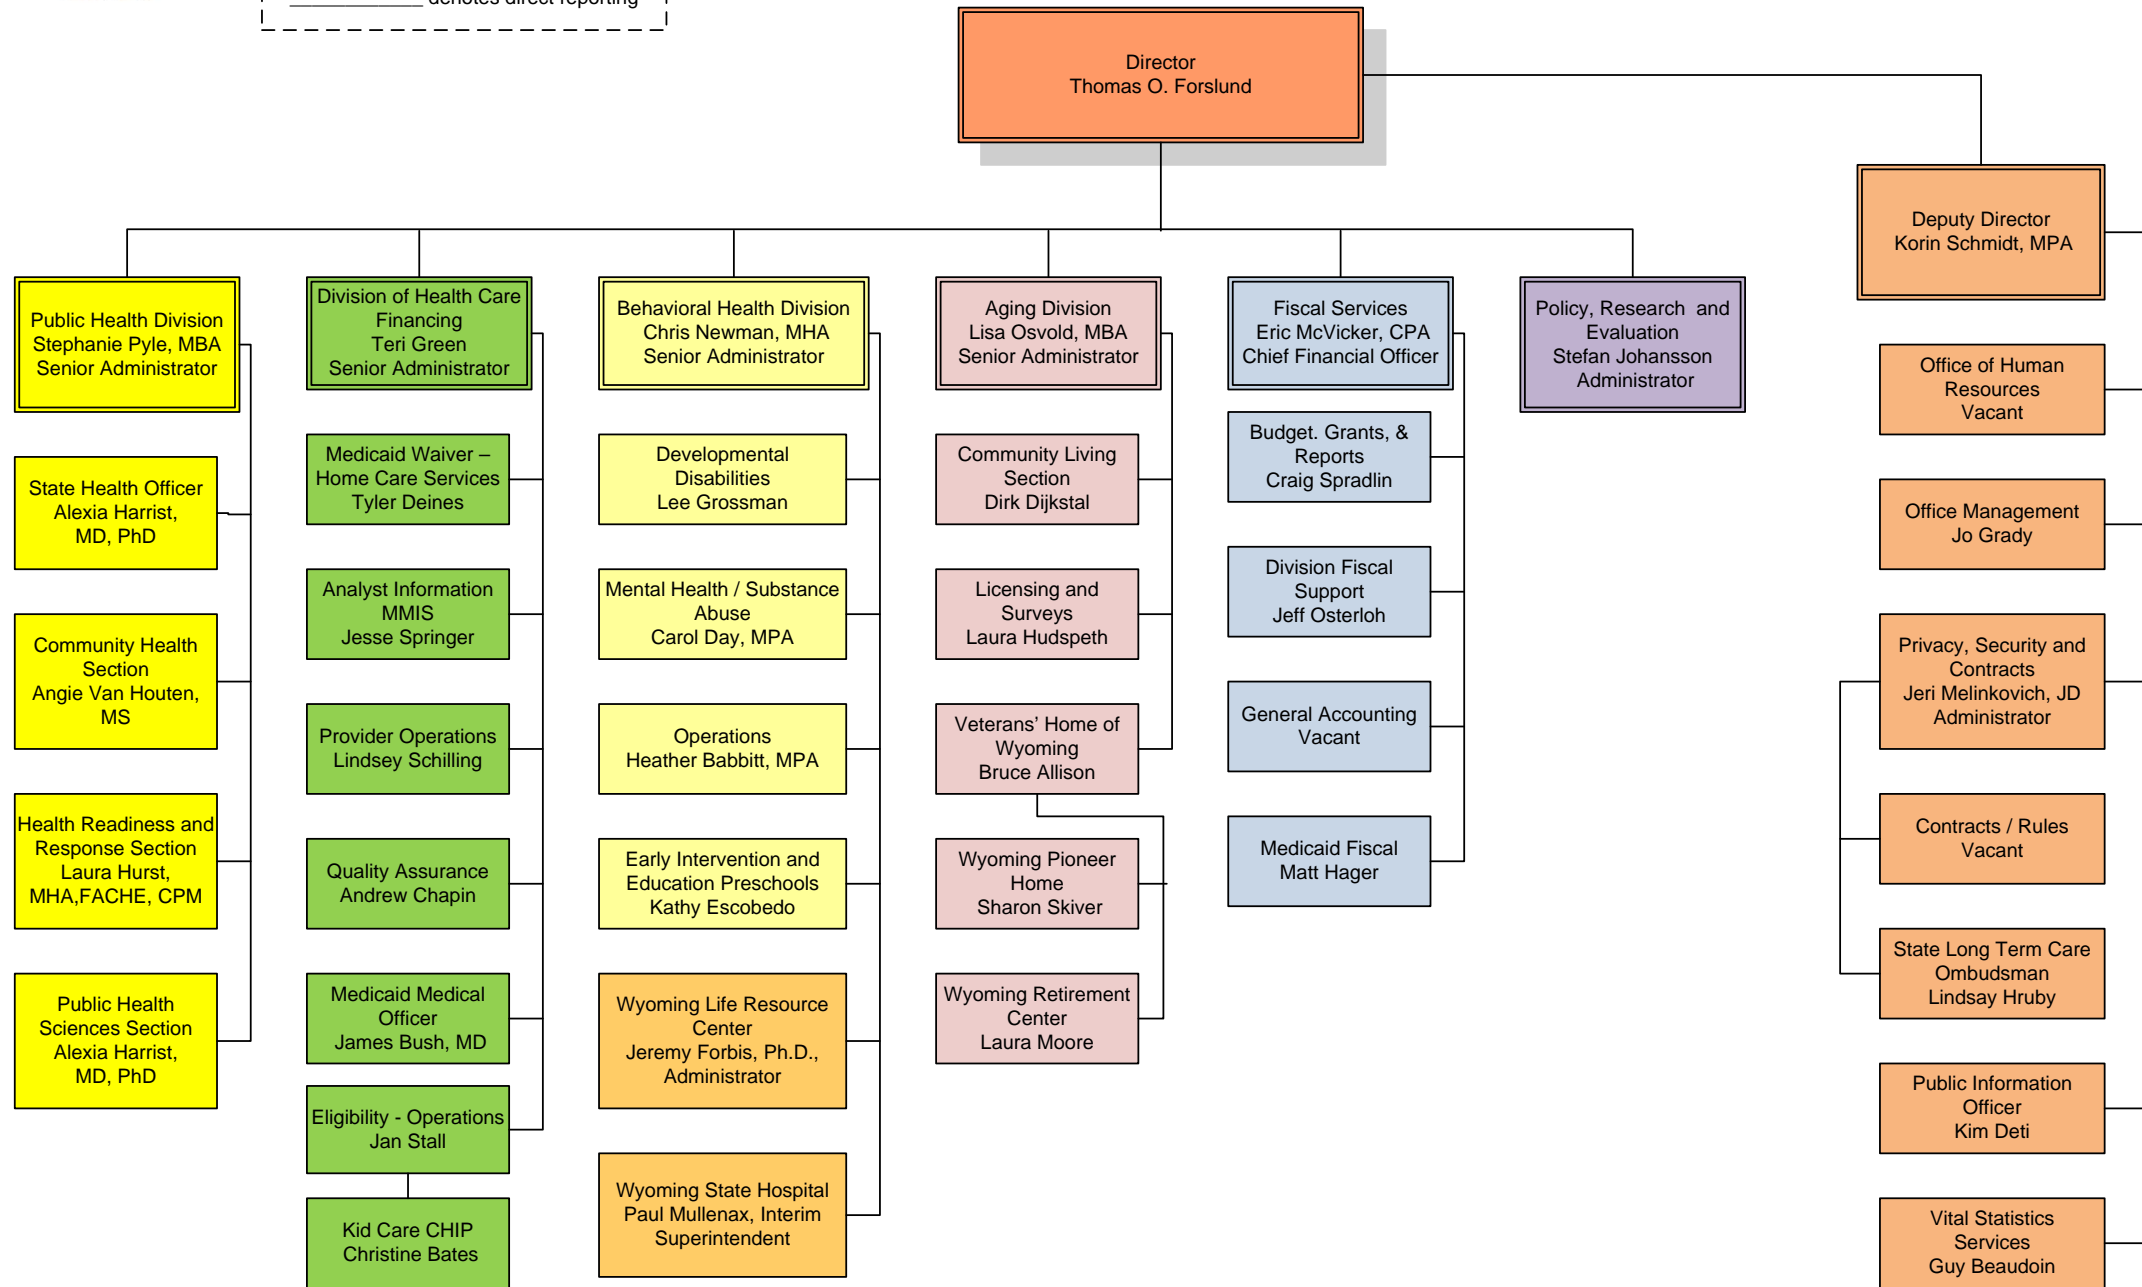 _____________ denotes direct reporting
Director
Thomas O. Forslund
Deputy Director
Korin Schmidt, MPA
Public Health Division
Stephanie Pyle, MBA
Senior Administrator
State Health Officer
Alexia Harrist,
MD, PhD
Community Health
Section
Angie Van Houten,
MS
Health Readiness and
Response Section
Laura Hurst,
MHA,FACHE, CPM
Public Health
Sciences Section
Alexia Harrist,
MD, PhD
Division of Health Care
Financing
Teri Green
Senior Administrator
Medicaid Waiver –
Home Care Services
Tyler Deines
Analyst Information
MMIS
Jesse Springer
Provider Operations
Lindsey Schilling
Quality Assurance
Andrew Chapin
Medicaid Medical
Officer
James Bush, MD
Eligibility - Operations
Jan Stall
Kid Care CHIP
Christine Bates
Behavioral Health Division
Chris Newman, MHA
Senior Administrator
Developmental
Disabilities
Lee Grossman
Mental Health / Substance
Abuse
Carol Day, MPA
Operations
Heather Babbitt, MPA
Early Intervention and
Education Preschools
Kathy Escobedo
Wyoming Life Resource
Center
Jeremy Forbis, Ph.D.,
Administrator
Wyoming State Hospital
Paul Mullenax, Interim
Superintendent
Aging Division
Lisa Osvold, MBA
Senior Administrator
Community Living
Section
Dirk Dijkstal
Licensing and
Surveys
Laura Hudspeth
Veterans’ Home of
Wyoming
Bruce Allison
Wyoming Pioneer
Home
Sharon Skiver
Wyoming Retirement
Center
Laura Moore
Fiscal Services
Eric McVicker, CPA
Chief Financial Officer
Budget. Grants, &
Reports
Craig Spradlin
Division Fiscal
Support
Jeff Osterloh
General Accounting
Vacant
Medicaid Fiscal
Matt Hager
Policy, Research  and
Evaluation
Stefan Johansson
Administrator
Office of Human
Resources
Vacant
Office Management
Jo Grady
Privacy, Security and
Contracts
Jeri Melinkovich, JD
Administrator
Contracts / Rules
Vacant
State Long Term Care
Ombudsman
Lindsay Hruby
Public Information
Officer
Kim Deti
Vital Statistics
Services
Guy Beaudoin